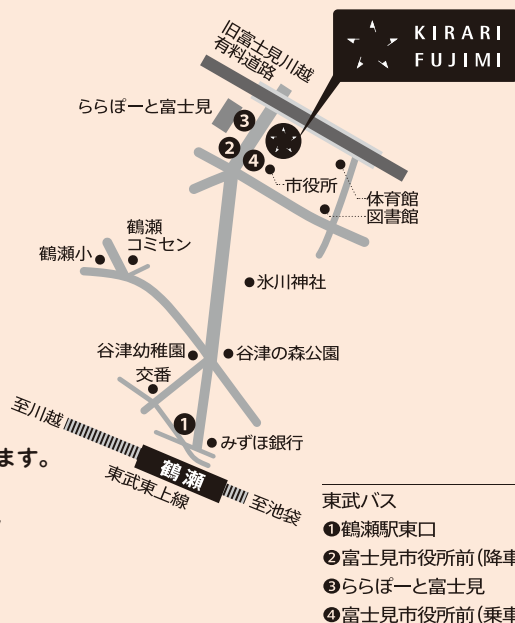 KIRARI
FUJIMI
旧富士見川越
有料道路
ららぽーと富士見
❸
❷
❹
市役所
体育館
図書館
鶴瀬
コミセン
鶴瀬小
氷川神社
谷津幼稚園
谷津の森公園
交番
❶
至川越
みずほ銀行
ます。
鶴瀬
東武東上線
至池袋
東武バス
❶鶴瀬駅東口
❷富士見市役所前(降車
❸ららぽーと富士見
❹富士見市役所前(乗車